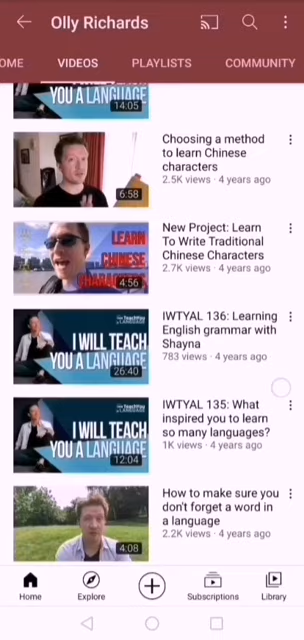 Olly Richards
OME
VIDEOS
PLAYLISTS
COMMUNITY
YOU A LANGUAGE
14:05
Choosing a method
to learn Chinese
characters
2.5K views · 4 years ago
6:58
New Project: Learn
To Write Traditional
Chinese Characters
2.7K views · 4 years ago
LEARN
CHINESE
CHARACTERS
4:56
IWTYAL 136: Learning
English grammar with
Shayna
783 views · 4 years ago
I WILL TEACH
YOU A LANGUAGE
26:40
IWTYAL 135: What
inspired you to learn
so many languages?
1K views · 4 years ago
I WILL TEACH
YOU A LANGUAGE
12:04
How to make sure you
don't forget a word in
a language
2.2K views · 4 years ago
4:08
Home
Explore
Subscriptions
Library